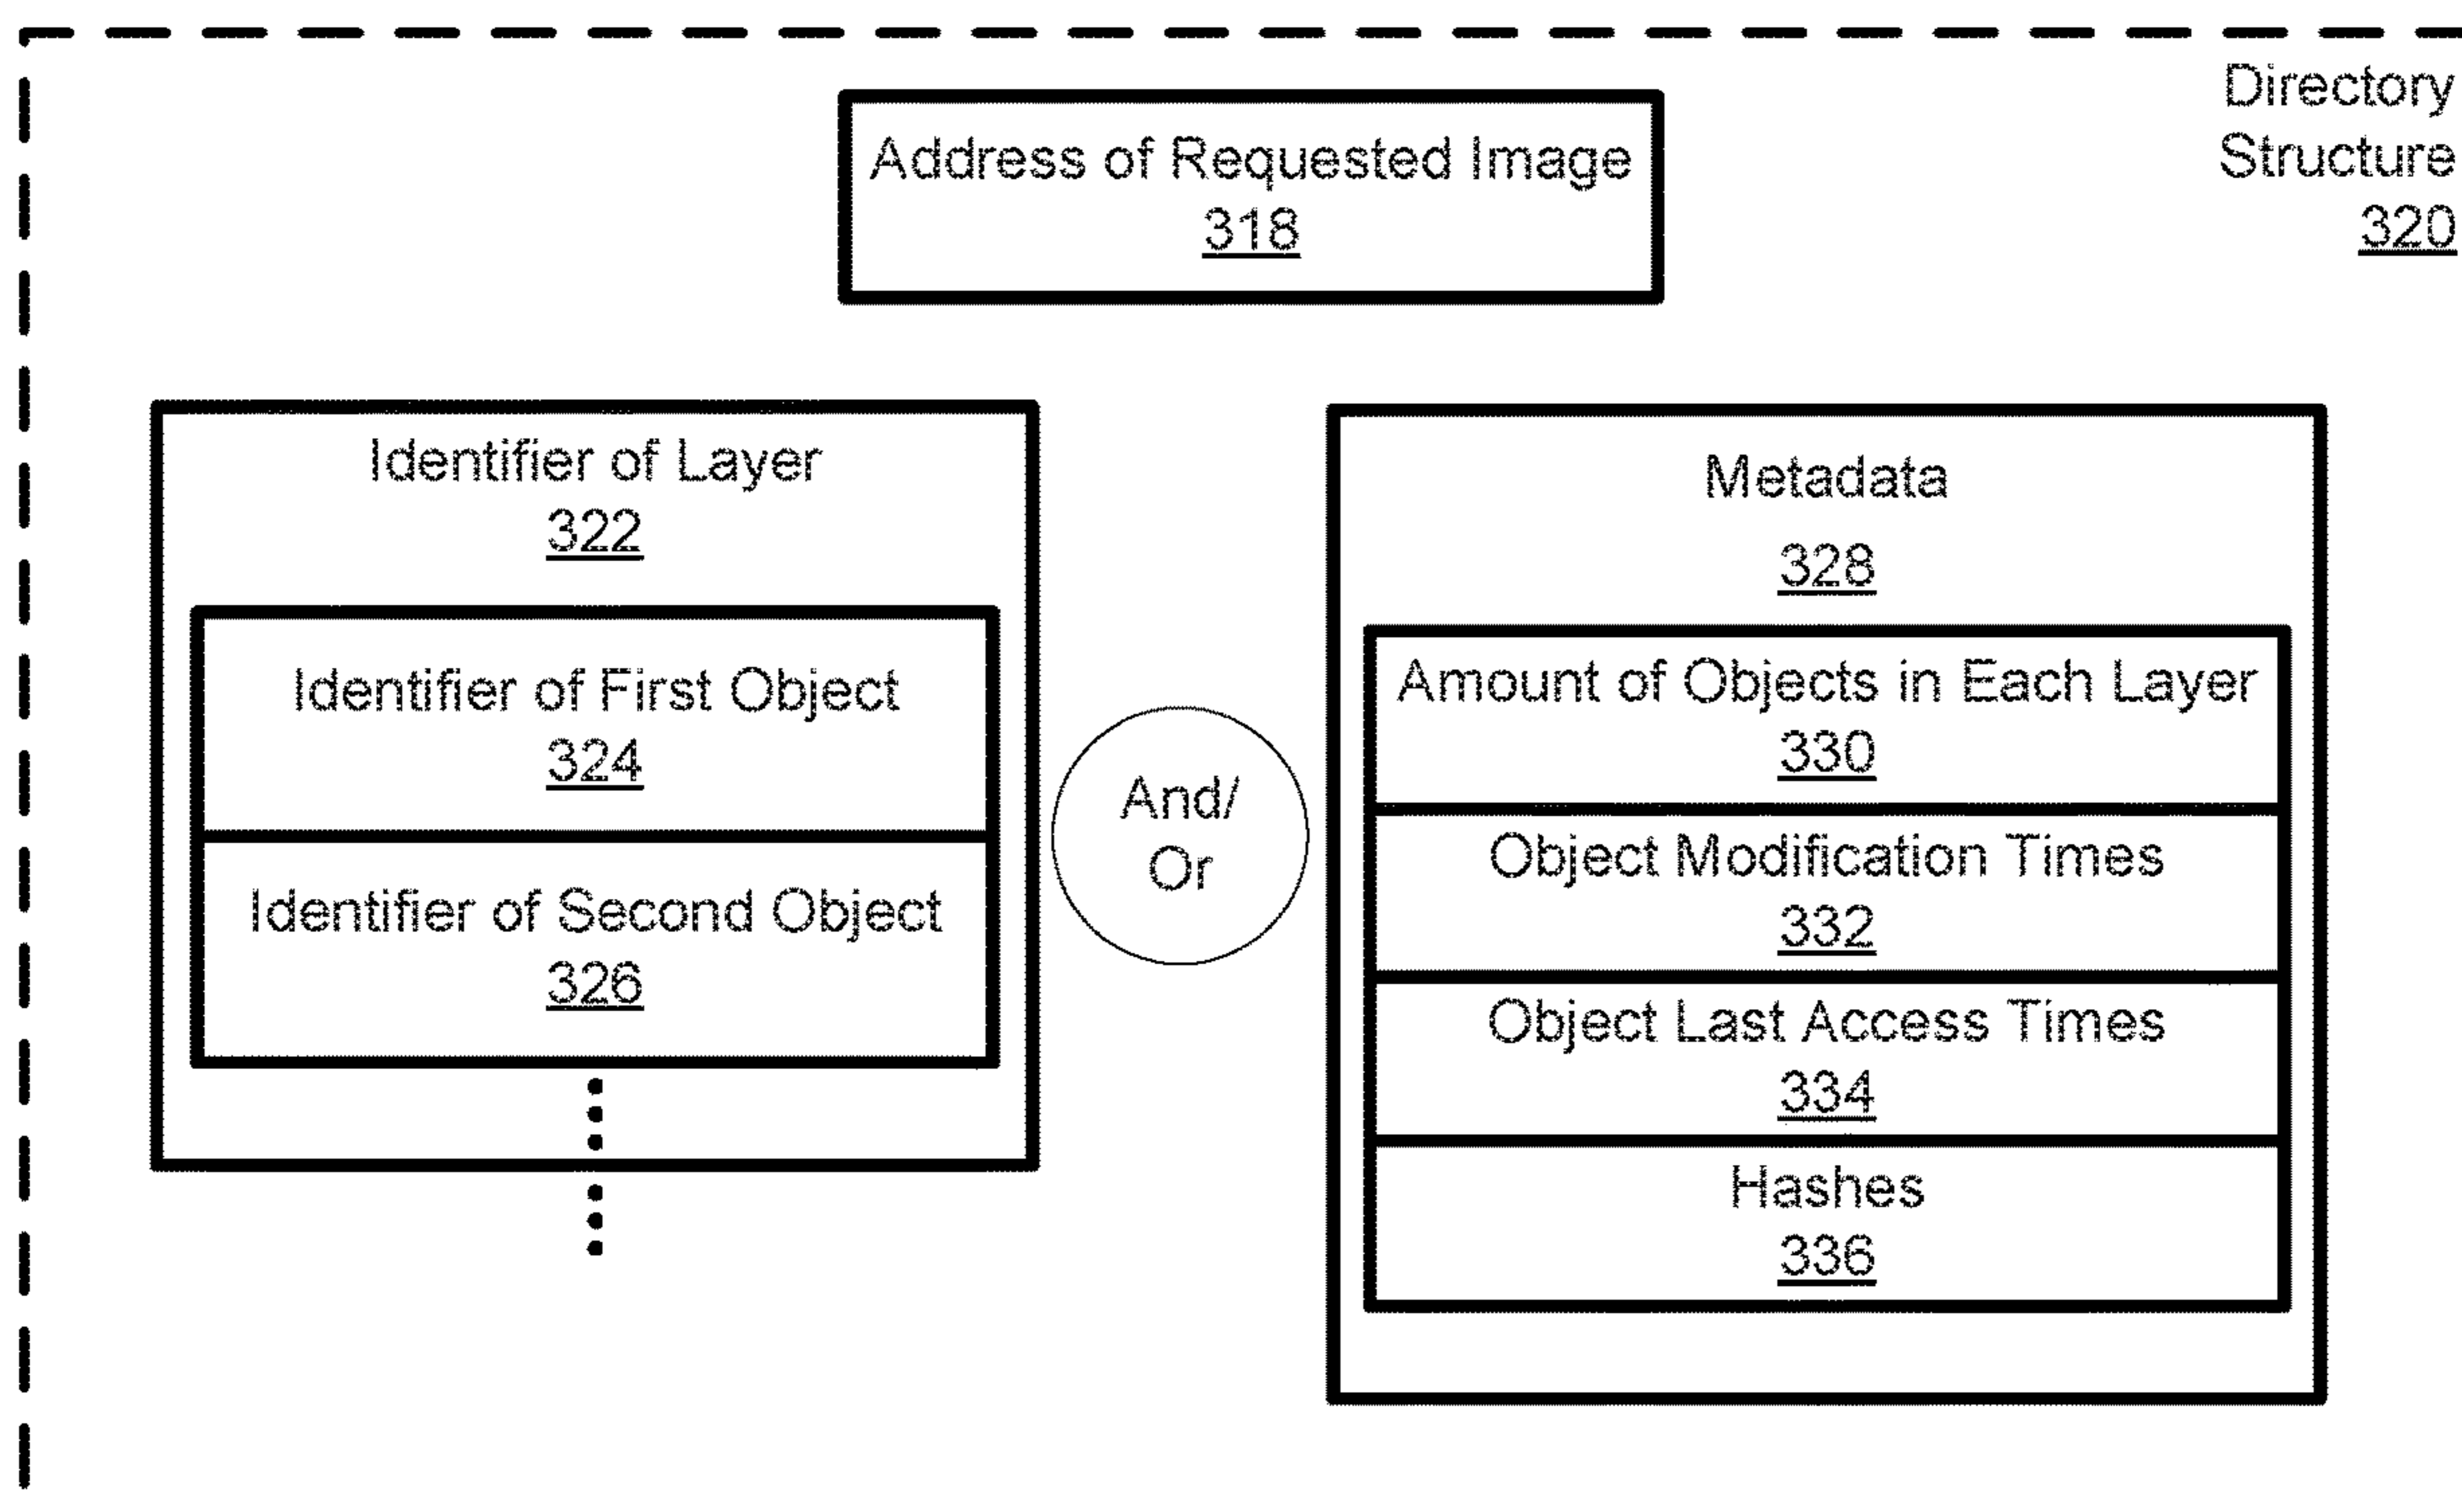 Directory
Structure
320
Address of Requested Image
318
Identifier of Layer
322
Identifier of First Object
324
Identifier of Second Object
326
And/
Or
Metadata
328
Amount of Objects in Each Layer
330
Object Modification Times
332
Object Last Access Times
334
Hashes
336